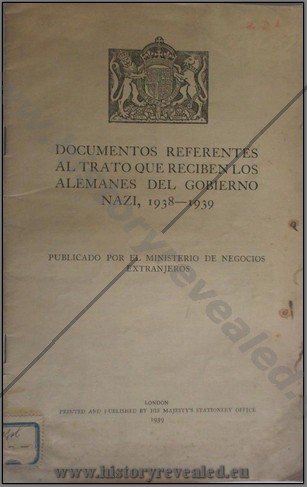 DOCUMENTOS REFERENTES
AL TRATO QUE RECIBEN LOS
ALEMANES DEL GOBIERNO
NAZI, 1938—1939
PUBLICADO POR EL MINISTERIO DE NEGOCIOS
EXTRANJEROS
LONDON
PRINTED AND PUBLISHED BY HIS MAJESTY'S STATIONERY OFFICE
1939
www.historyrevealed.eu